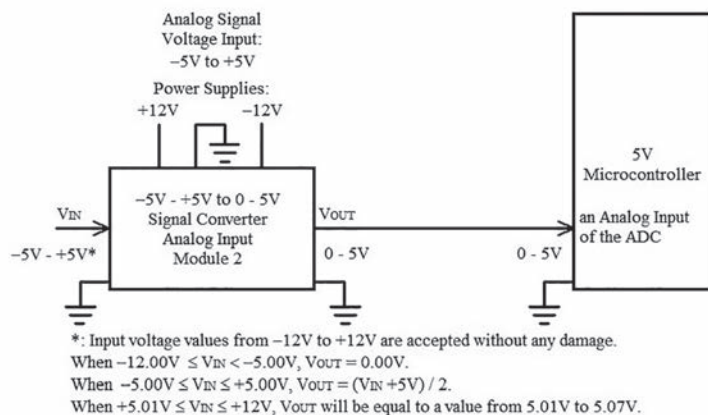 Analog Signal
Voltage Input:
−5V to +5V
Power Supplies:
+12V
−12V
−5V - +5V to 0 - 5V
Signal Converter
Analog Input
Module 2
VIN
−5V - +5V*
VOUT
0 - 5V
0 - 5V
5V
Microcontroller
an Analog Input
of the ADC
*: Input voltage values from −12V to +12V are accepted without any damage.
When −12.00V ≤ VIN < −5.00V, VOUT = 0.00V.
When −5.00V ≤ VIN ≤ +5.00V, VOUT = (VIN +5V) / 2.
When +5.01V ≤ VIN ≤ +12V, VOUT will be equal to a value from 5.01V to 5.07V.